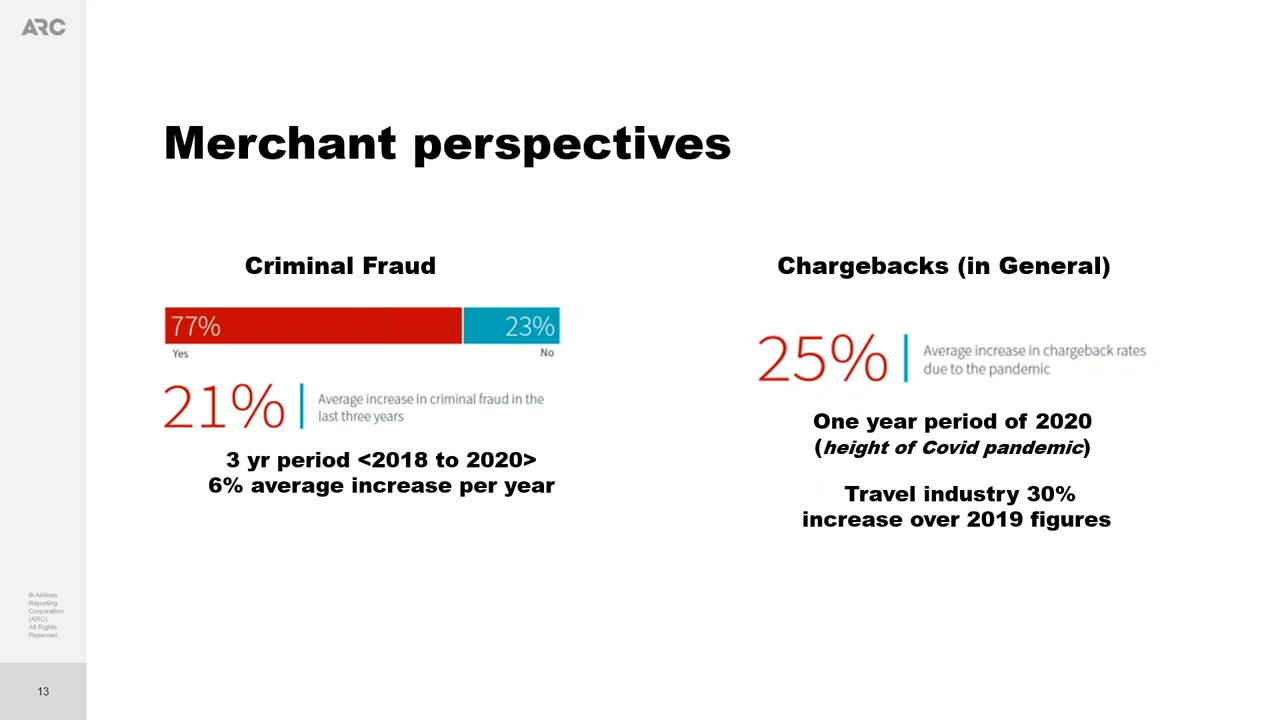 ARC
Merchant perspectives
Criminal Fraud
77%
23%
Yes
No
21%
Average increase in criminal fraud in the
last three years
3 yr period <2018 to 2020>
6% average increase per year
Chargebacks (in General)
25%
Average increase in chargeback rates
due to the pandemic
One year period of 2020
(height of Covid pandemic)
Travel industry 30%
increase over 2019 figures
© Airlines
Reporting
Corporation
(ARC)
All Rights
Reserved.
13